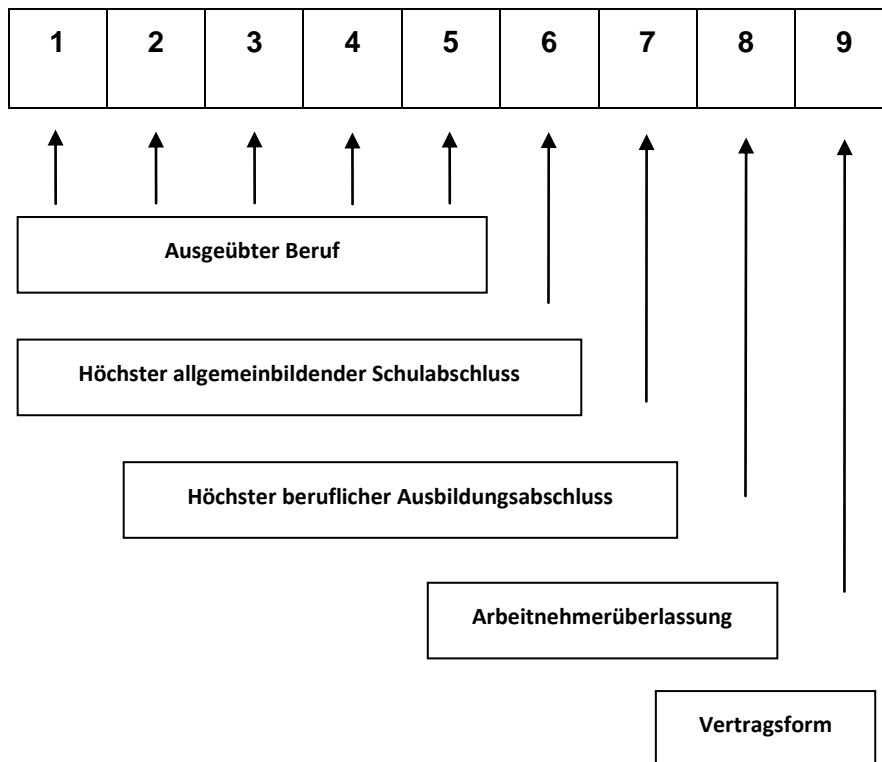 1 2 3 4 5 6 7 8 9
Ausgeübter Beruf
Höchster allgemeinbildender Schulabschluss
Höchster beruflicher Ausbildungsabschluss
Arbeitnehmerüberlassung
Vertragsform